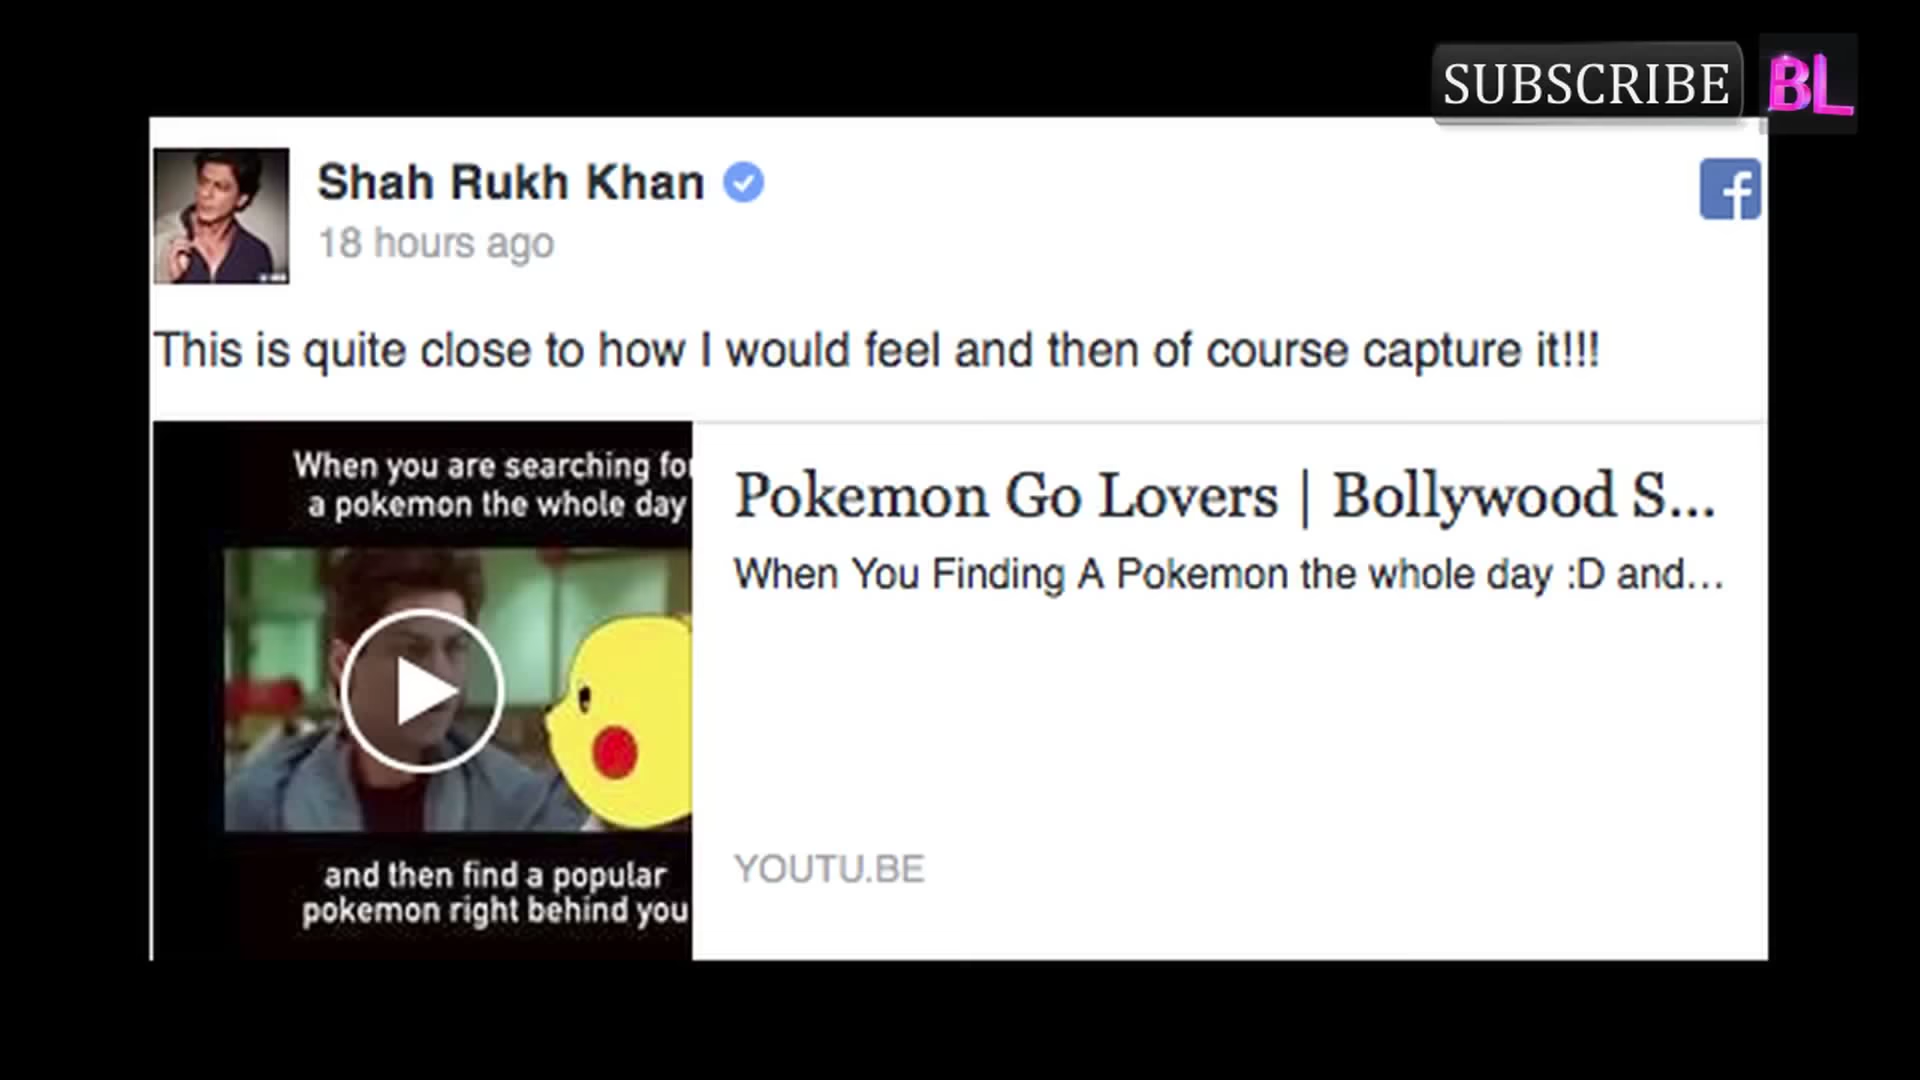 SUBSCRIBE BL
Shah Rukh Khan
18 hours ago
This is quite close to how I would feel and then of course capture it!!!
When you are searching for
a pokemon the whole day
and then find a popular
pokemon right behind you
Pokemon Go Lovers | Bollywood S...
When You Finding A Pokemon the whole day :D and...
YOUTU.BE